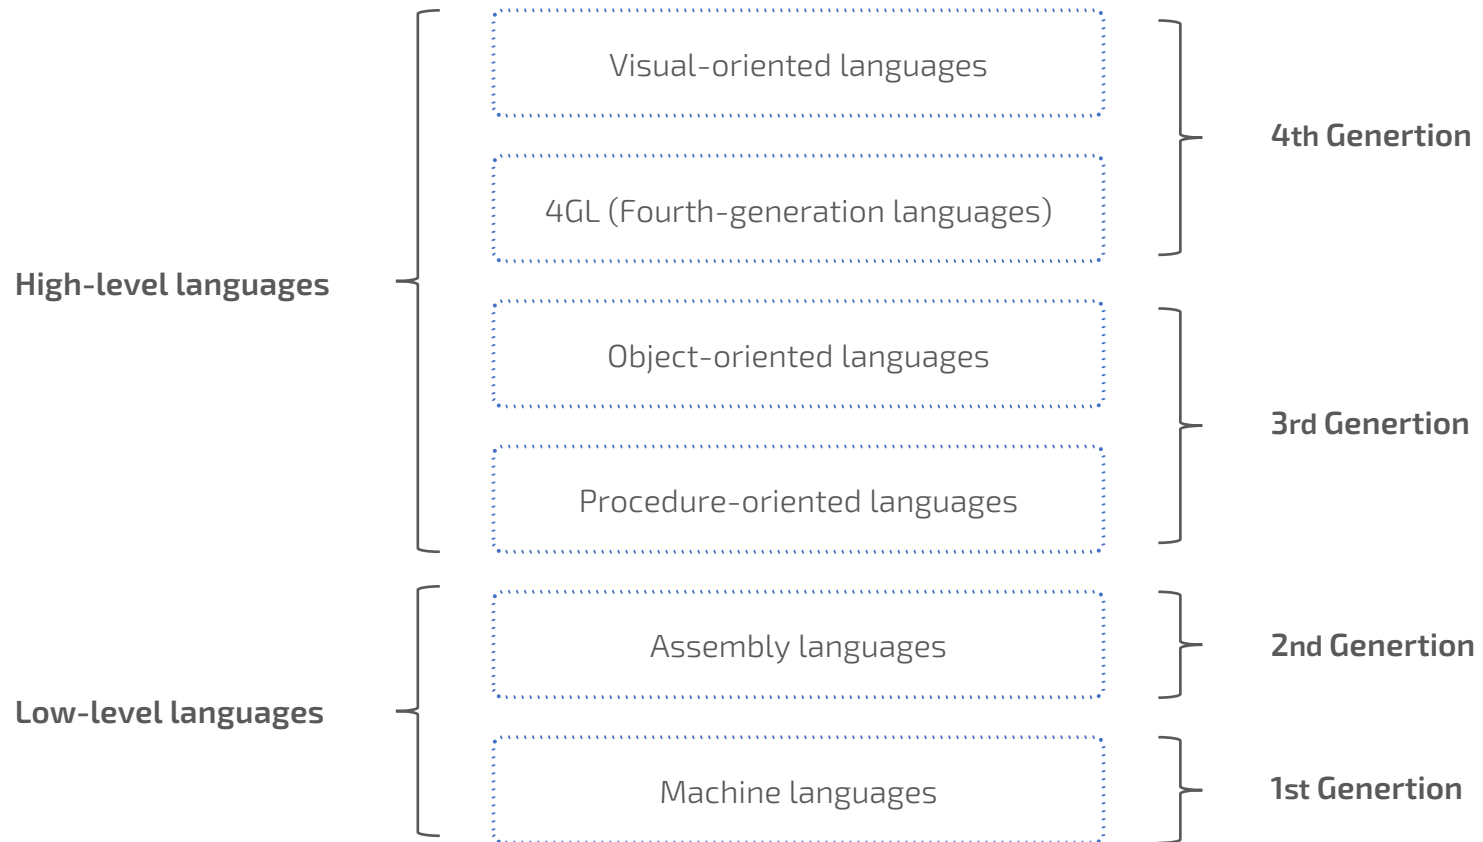 Visual-oriented languages
4th Genertion
4GL (Fourth-generation languages)
High-level languages
Object-oriented languages
3rd Genertion
Procedure-oriented languages
Assembly languages
2nd Genertion
Low-level languages
Machine languages
1st Genertion